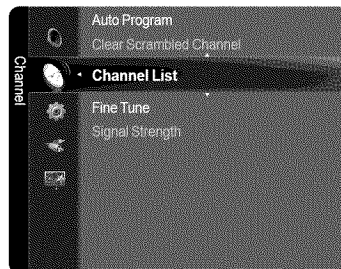 Channel
Auto Program
Clear Scrambled Channel
Channel List
Fine Tune
Signal Strength